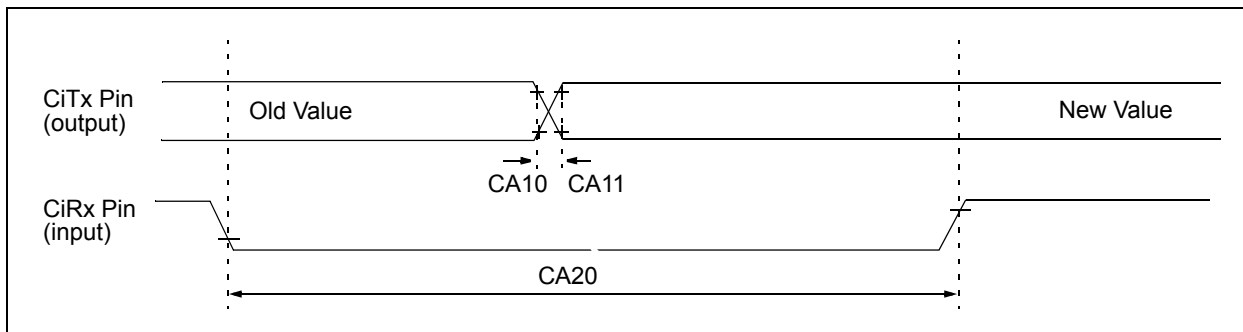 CiTx Pin
(output)
Old Value
New Value
CA10 CA11
CiRx Pin
(input)
CA20